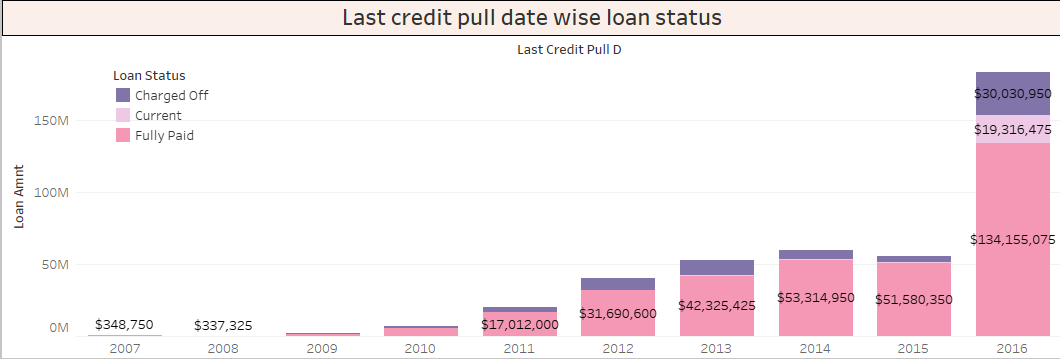 Last credit pull date wise loan status
Last Credit Pull D
Loan Status
Charged Off
Current
Fully Paid
Loan Amnt
150M
100M
50M
0M
$30,030,950
$19,316,475
$134,155,075
$348,750 $337,325 $17,012,000 $31,690,600 $42,325,425 $53,314,950 $51,580,350
2007 2008 2009 2010 2011 2012 2013 2014 2015 2016